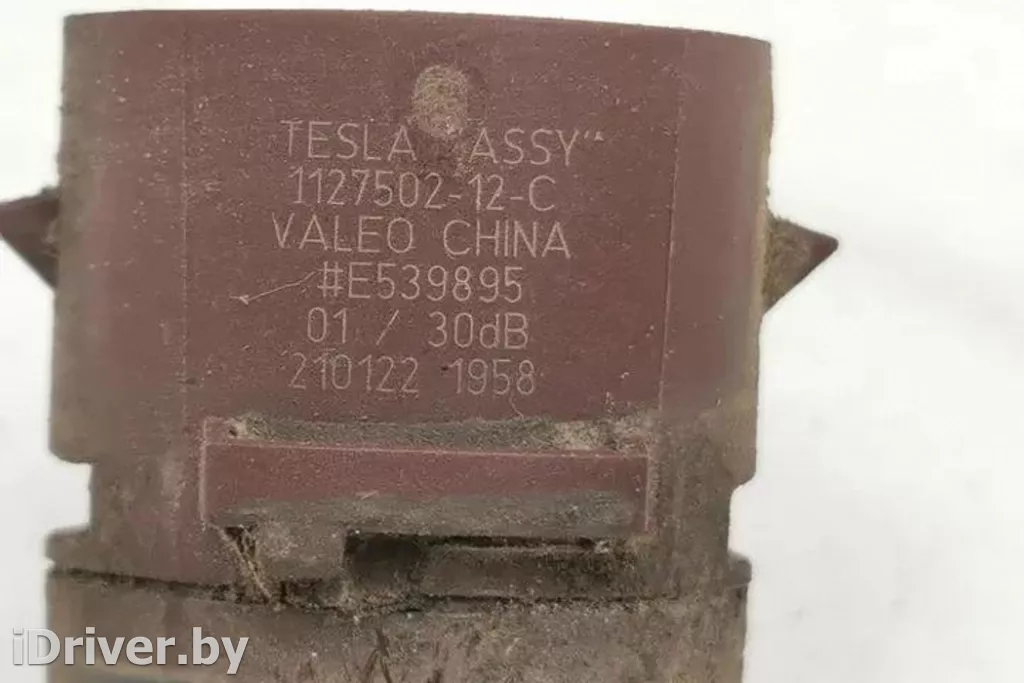 TESLA ASSY
1127502-12-C
VALEO CHINA
#E539895
01 / 30dB
210122 1958
iDriver.by